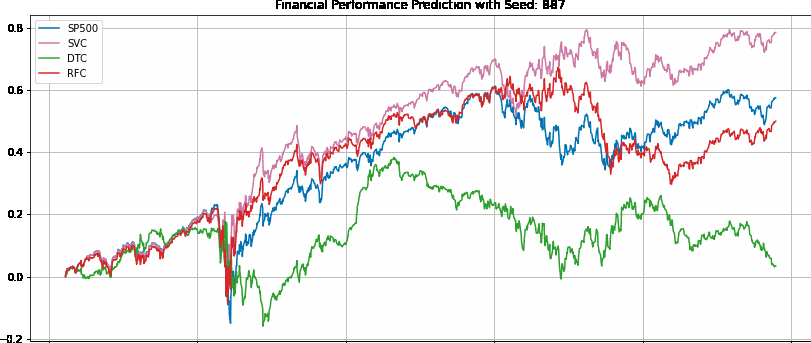 Financial Performance Prediction with Seed: 887
0.8
SP500
SVC
DTC
RFC
0.6
0.4
0.2
0.0
-0.2